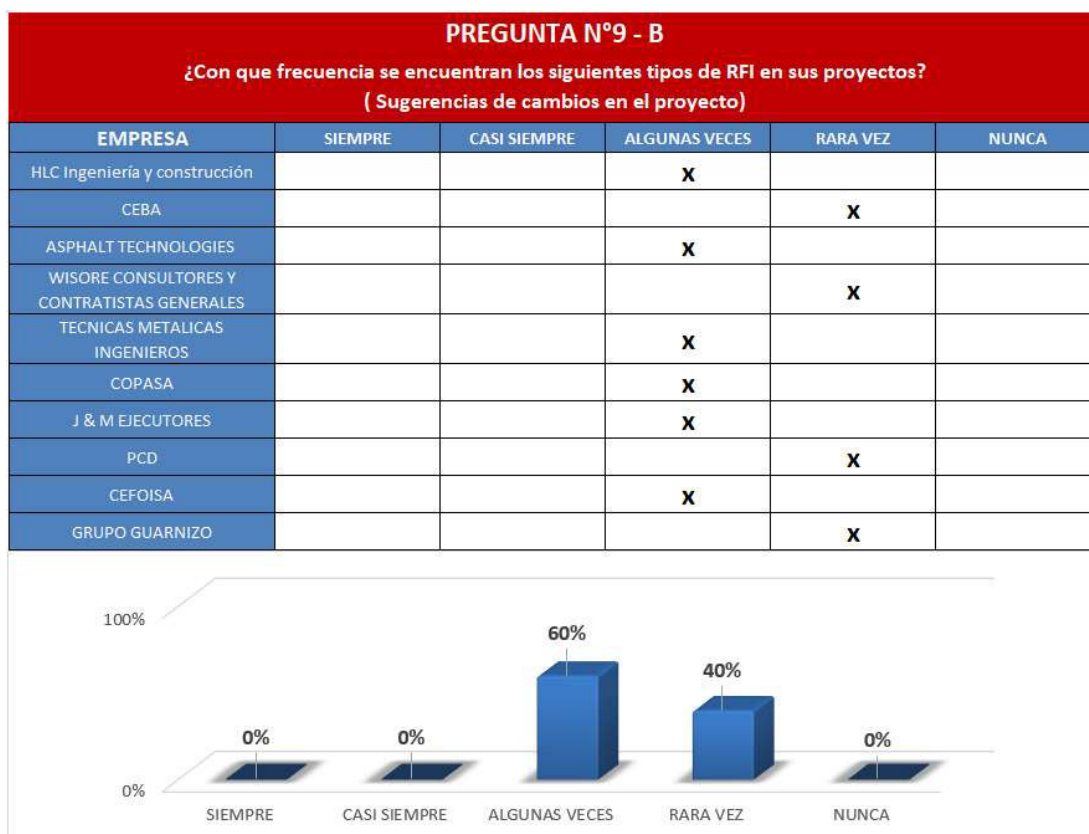 PREGUNTA N°9 - B
¿Con que frecuencia se encuentran los siguientes tipos de RFI en sus proyectos?
( Sugerencias de cambios en el proyecto)
EMPRESA SIEMPRE CASI SIEMPRE ALGUNAS VECES RARA VEZ NUNCA
HLC Ingeniería y construcción X
CEBA X
ASPHALT TECHNOLOGIES X
WISORE CONSULTORES Y
CONTRATISTAS GENERALES X
TECNICAS METALICAS
INGENIEROS X
COPASA X
J & M EJECUTORES X
PCD X
CEFOISA X
GRUPO GUARNIZO X
100%
60%
40%
0% 0% 0%
0%
SIEMPRE CASI SIEMPRE ALGUNAS VECES RARA VEZ NUNCA